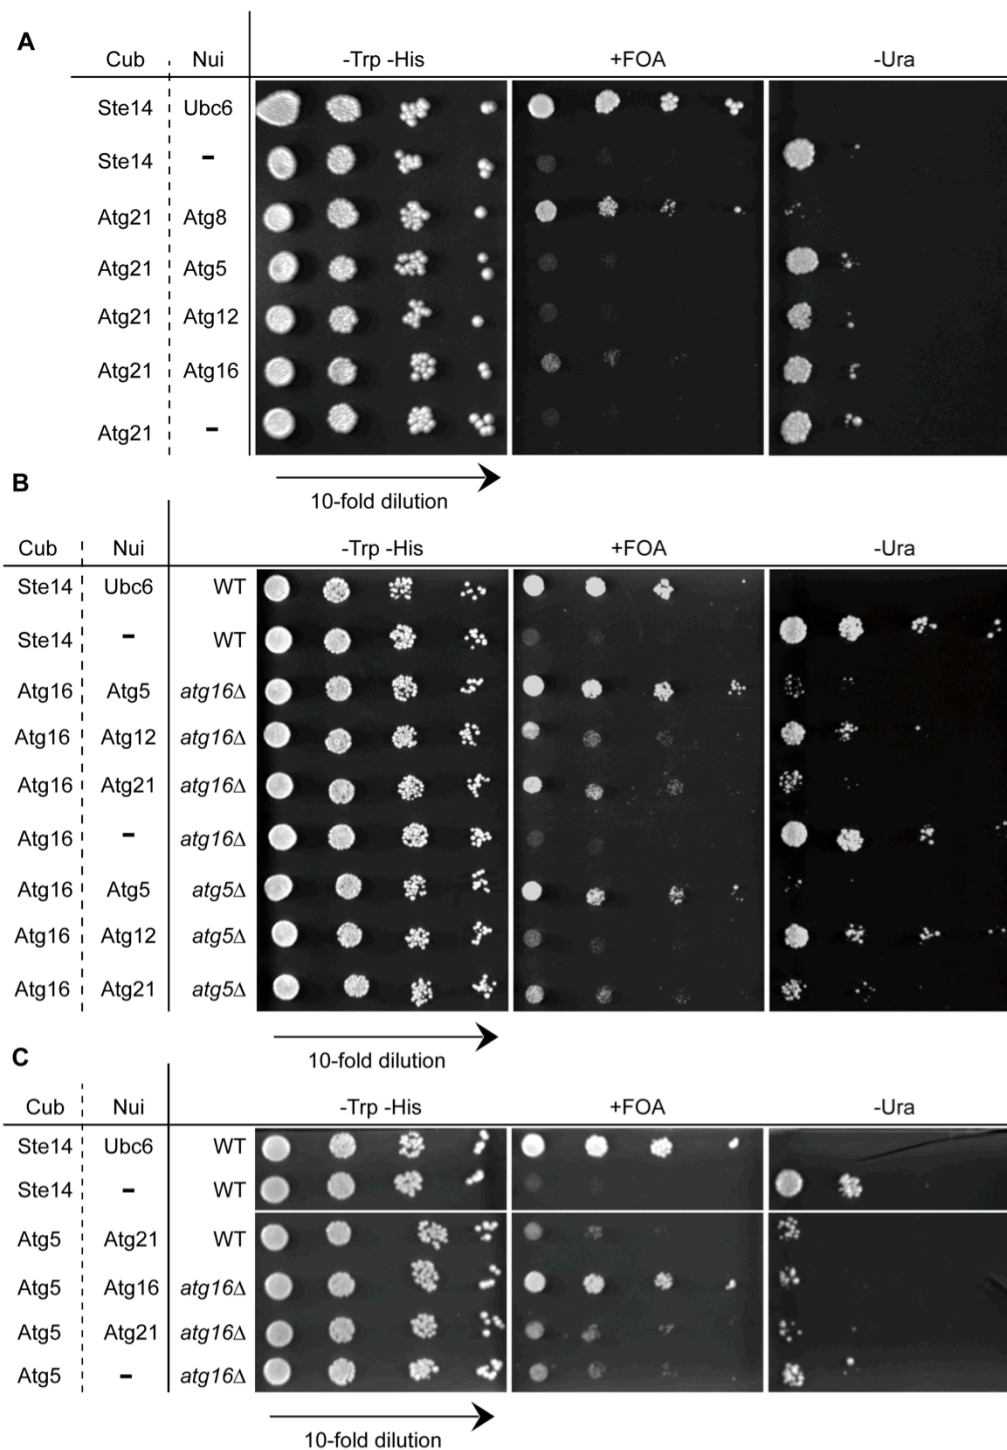 A
Cub Nui -Trp -His +FOA -Ura
Ste14 Ubc6
Ste14 -
Atg21 Atg8
Atg21 Atg5
Atg21 Atg12
Atg21 Atg16
Atg21 -
10-fold dilution
B
Cub Nui -Trp -His +FOA -Ura
Ste14 Ubc6 WT
Ste14 - WT
Atg16 Atg5 atg16Δ
Atg16 Atg12 atg16Δ
Atg16 Atg21 atg16Δ
Atg16 - atg16Δ
Atg16 Atg5 atg5Δ
Atg16 Atg12 atg5Δ
Atg16 Atg21 atg5Δ
10-fold dilution
C
Cub Nui -Trp -His +FOA -Ura
Ste14 Ubc6 WT
Ste14 - WT
Atg5 Atg21 WT
Atg5 Atg16 atg16Δ
Atg5 Atg21 atg16Δ
Atg5 - atg16Δ
10-fold dilution